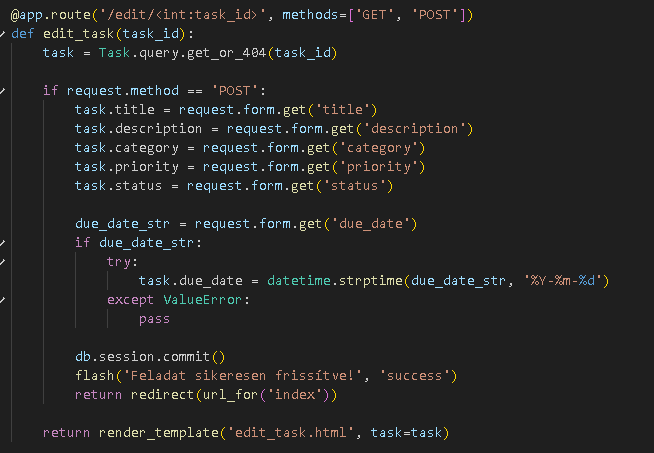 @app.route('/edit/<int:task_id>', methods=['GET', 'POST'])
def edit_task(task_id):
    task = Task.query.get_or_404(task_id)

    if request.method == 'POST':
        task.title = request.form.get('title')
        task.description = request.form.get('description')
        task.category = request.form.get('category')
        task.priority = request.form.get('priority')
        task.status = request.form.get('status')

        due_date_str = request.form.get('due_date')
        if due_date_str:
            try:
                task.due_date = datetime.strptime(due_date_str, '%Y-%m-%d')
            except ValueError:
                pass

        db.session.commit()
        flash('Feladat sikeresen frissítve!', 'success')
        return redirect(url_for('index'))

    return render_template('edit_task.html', task=task)